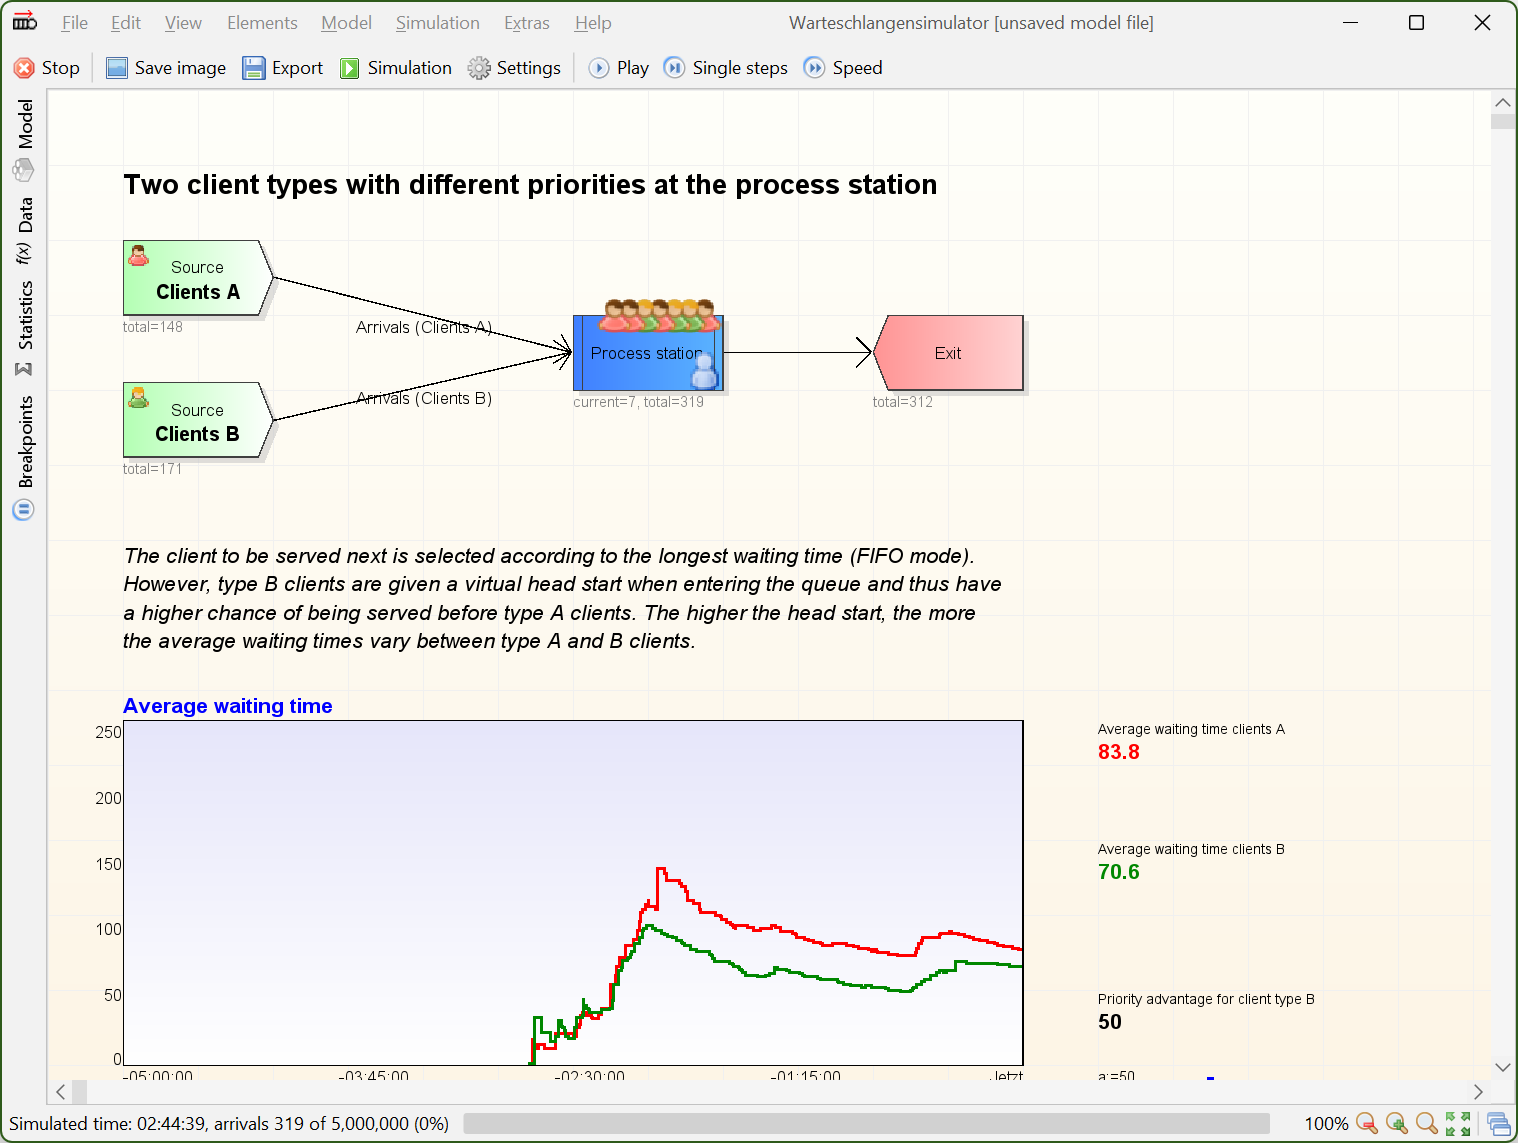 File Edit View Elements Model Simulation Extras Help Warteschlangensimulator [unsaved model file]
Stop Save image Export Simulation Settings Play Single steps Speed
Model
f(x) Data
Σ Statistics
Breakpoints
Two client types with different priorities at the process station
Source
Clients A
total=148
Arrivals (Clients A)
Process station
current=7, total=319
Exit
total=312
Source
Clients B
total=171
Arrivals (Clients B)
The client to be served next is selected according to the longest waiting time (FIFO mode).
However, type B clients are given a virtual head start when entering the queue and thus have
a higher chance of being served before type A clients. The higher the head start, the more
the average waiting times vary between type A and B clients.
Average waiting time
250
200
150
100
50
0
-05:00:00 -03:45:00 -02:30:00 -01:15:00 Jetzt
Average waiting time clients A
83.8
Average waiting time clients B
70.6
Priority advantage for client type B
50
a:=50
Simulated time: 02:44:39, arrivals 319 of 5,000,000 (0%) 100%